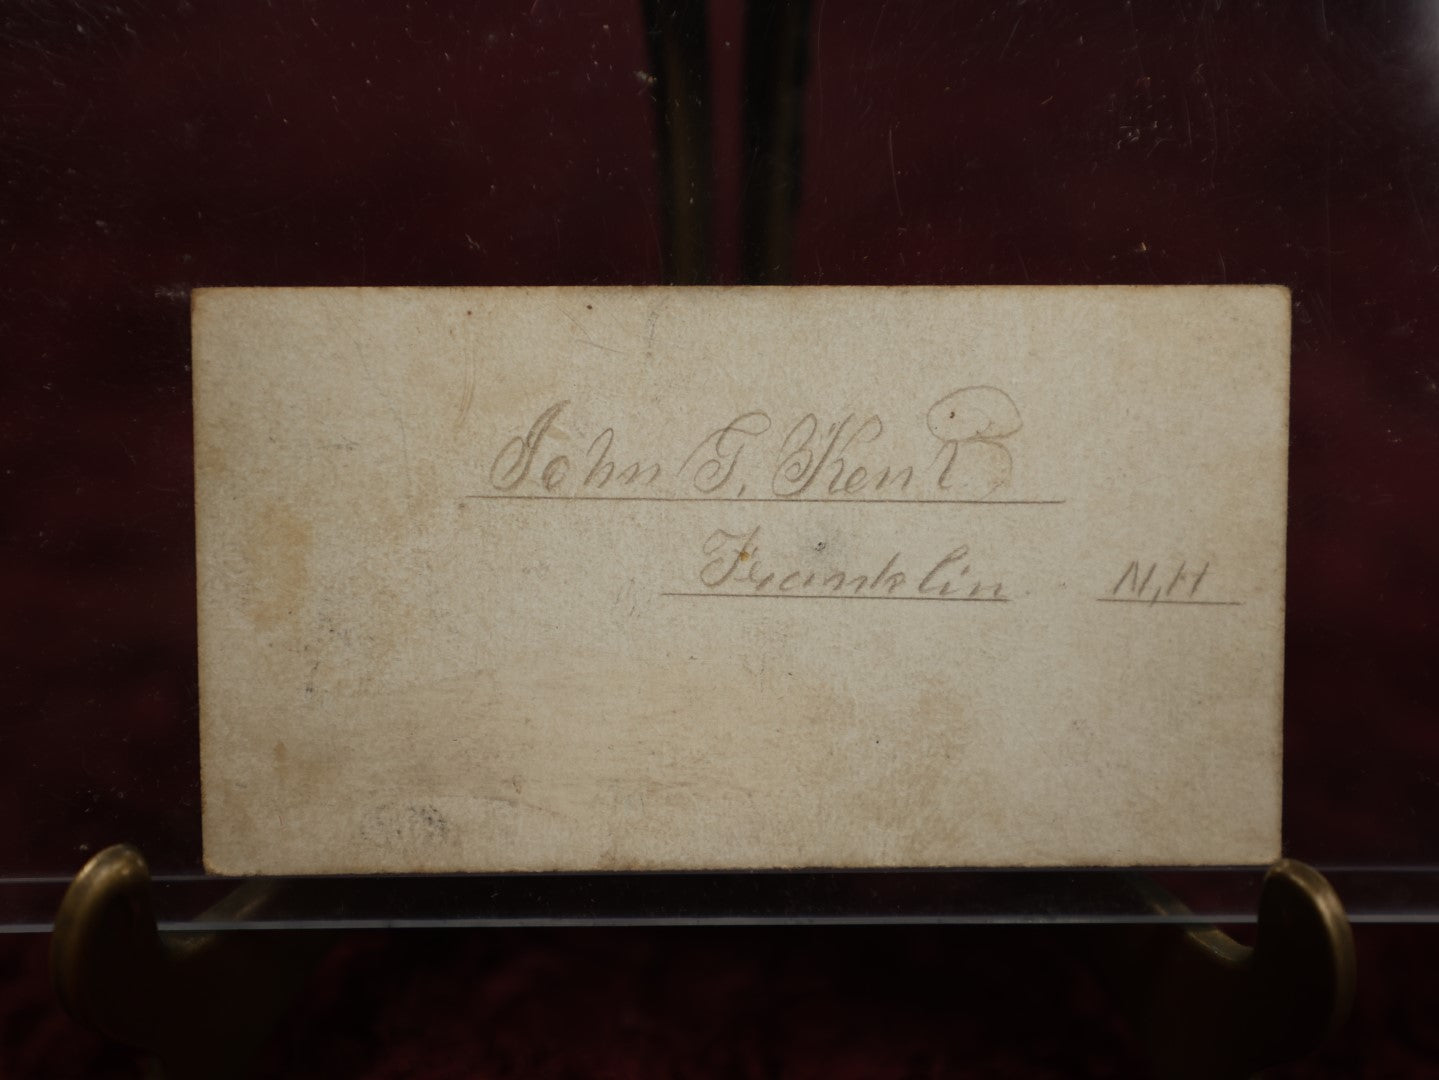 John G. Kent
Franklin N,H